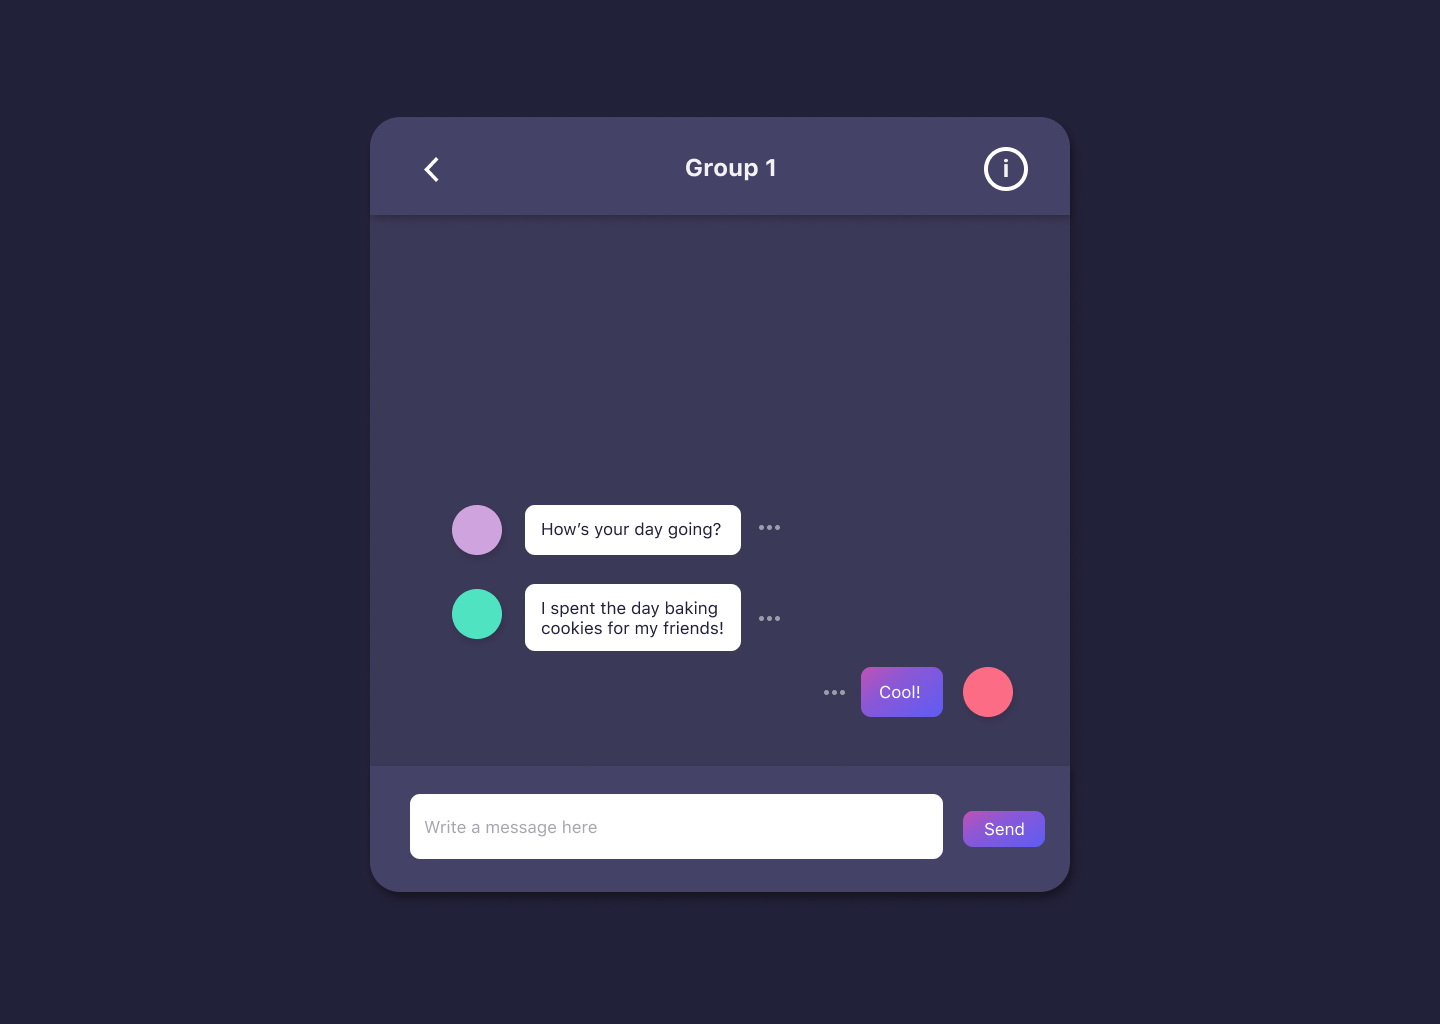 Group 1
i
How’s your day going?
I spent the day baking
cookies for my friends!
Cool!
Write a message here
Send